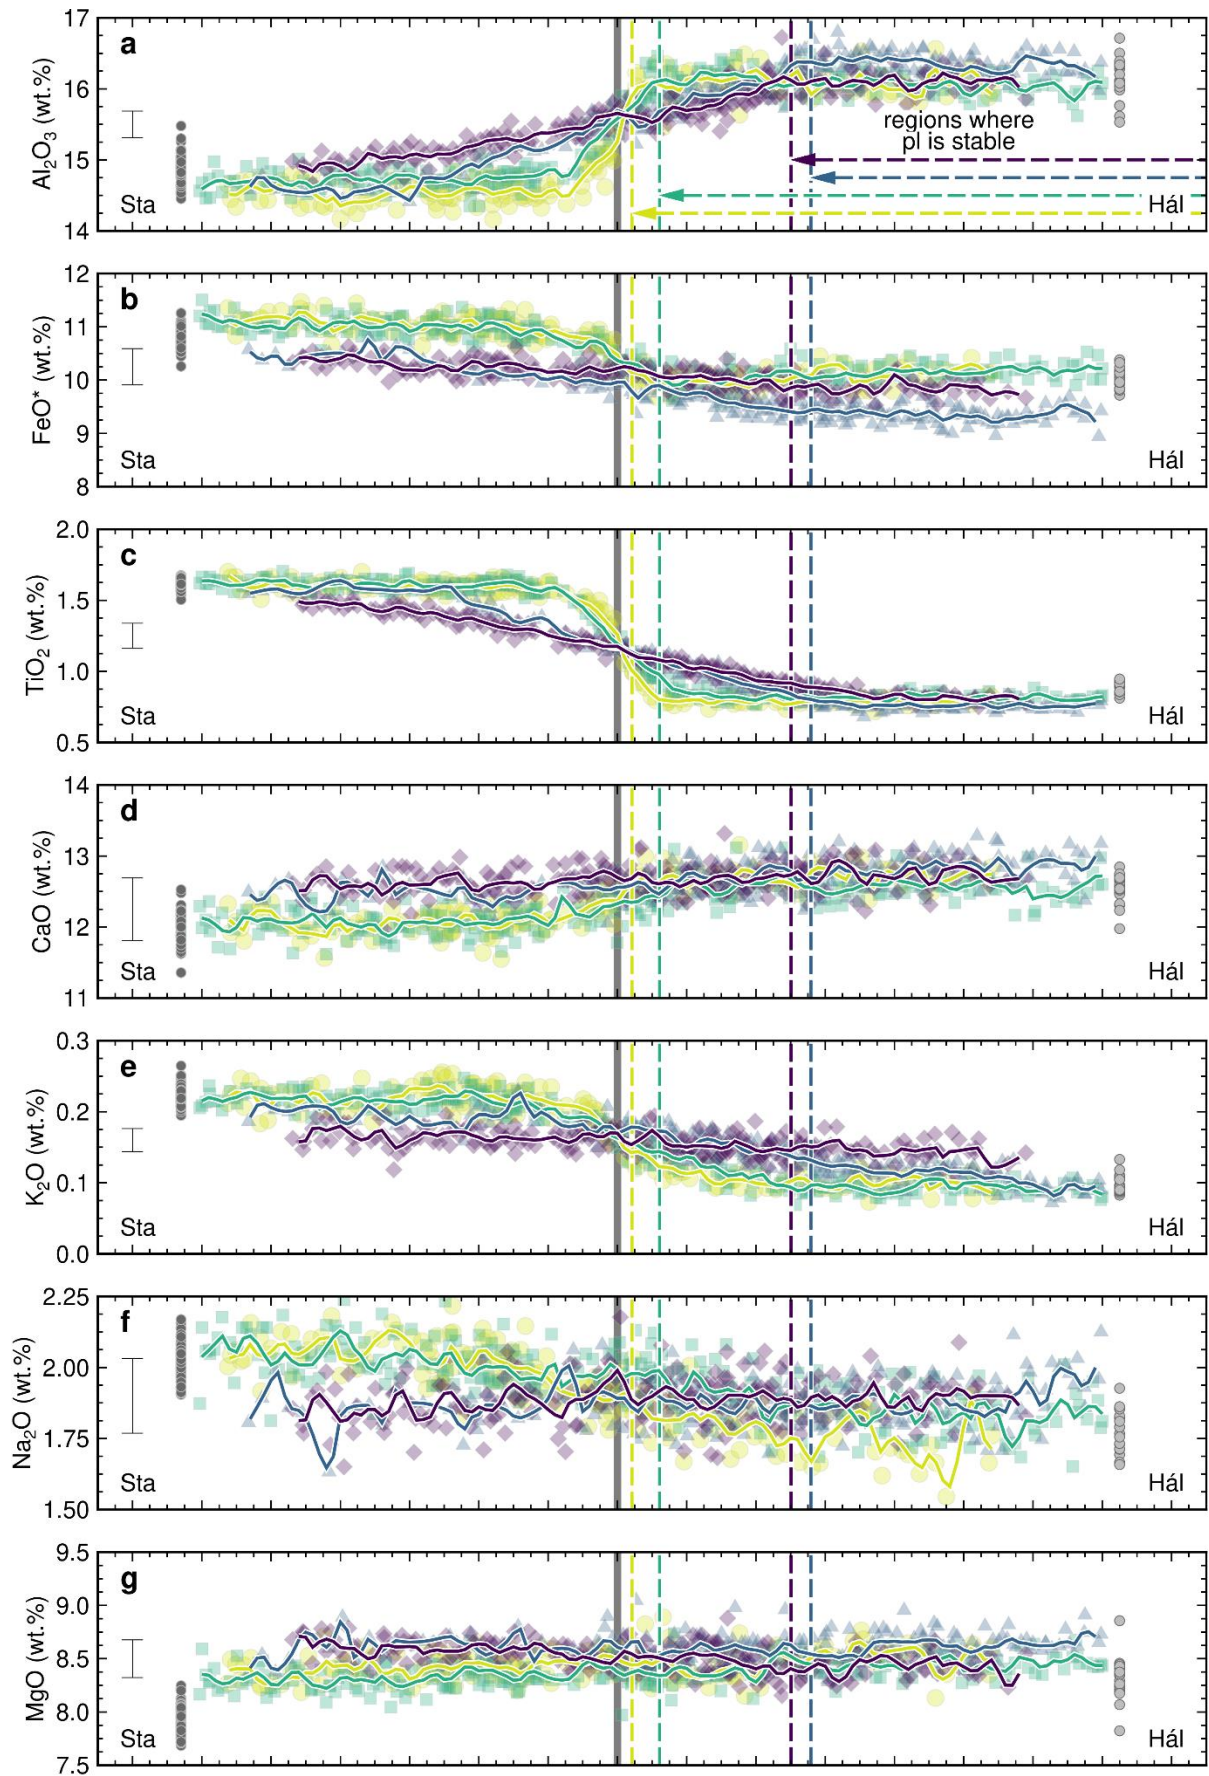 17
a
16
regions where
pl is stable
15
Al₂O₃ (wt.%)
Sta
Hál
14
12
b
11
10
FeO* (wt.%)
9
Sta
Hál
8
2.0
c
1.5
TiO₂ (wt.%)
1.0
Sta
Hál
0.5
14
d
13
CaO (wt.%)
12
Sta
Hál
11
0.3
e
0.2
K₂O (wt.%)
0.1
Sta
Hál
0.0
2.25
f
2.00
Na₂O (wt.%)
1.75
Sta
Hál
1.50
9.5
g
9.0
MgO (wt.%)
8.5
8.0
Sta
Hál
7.5